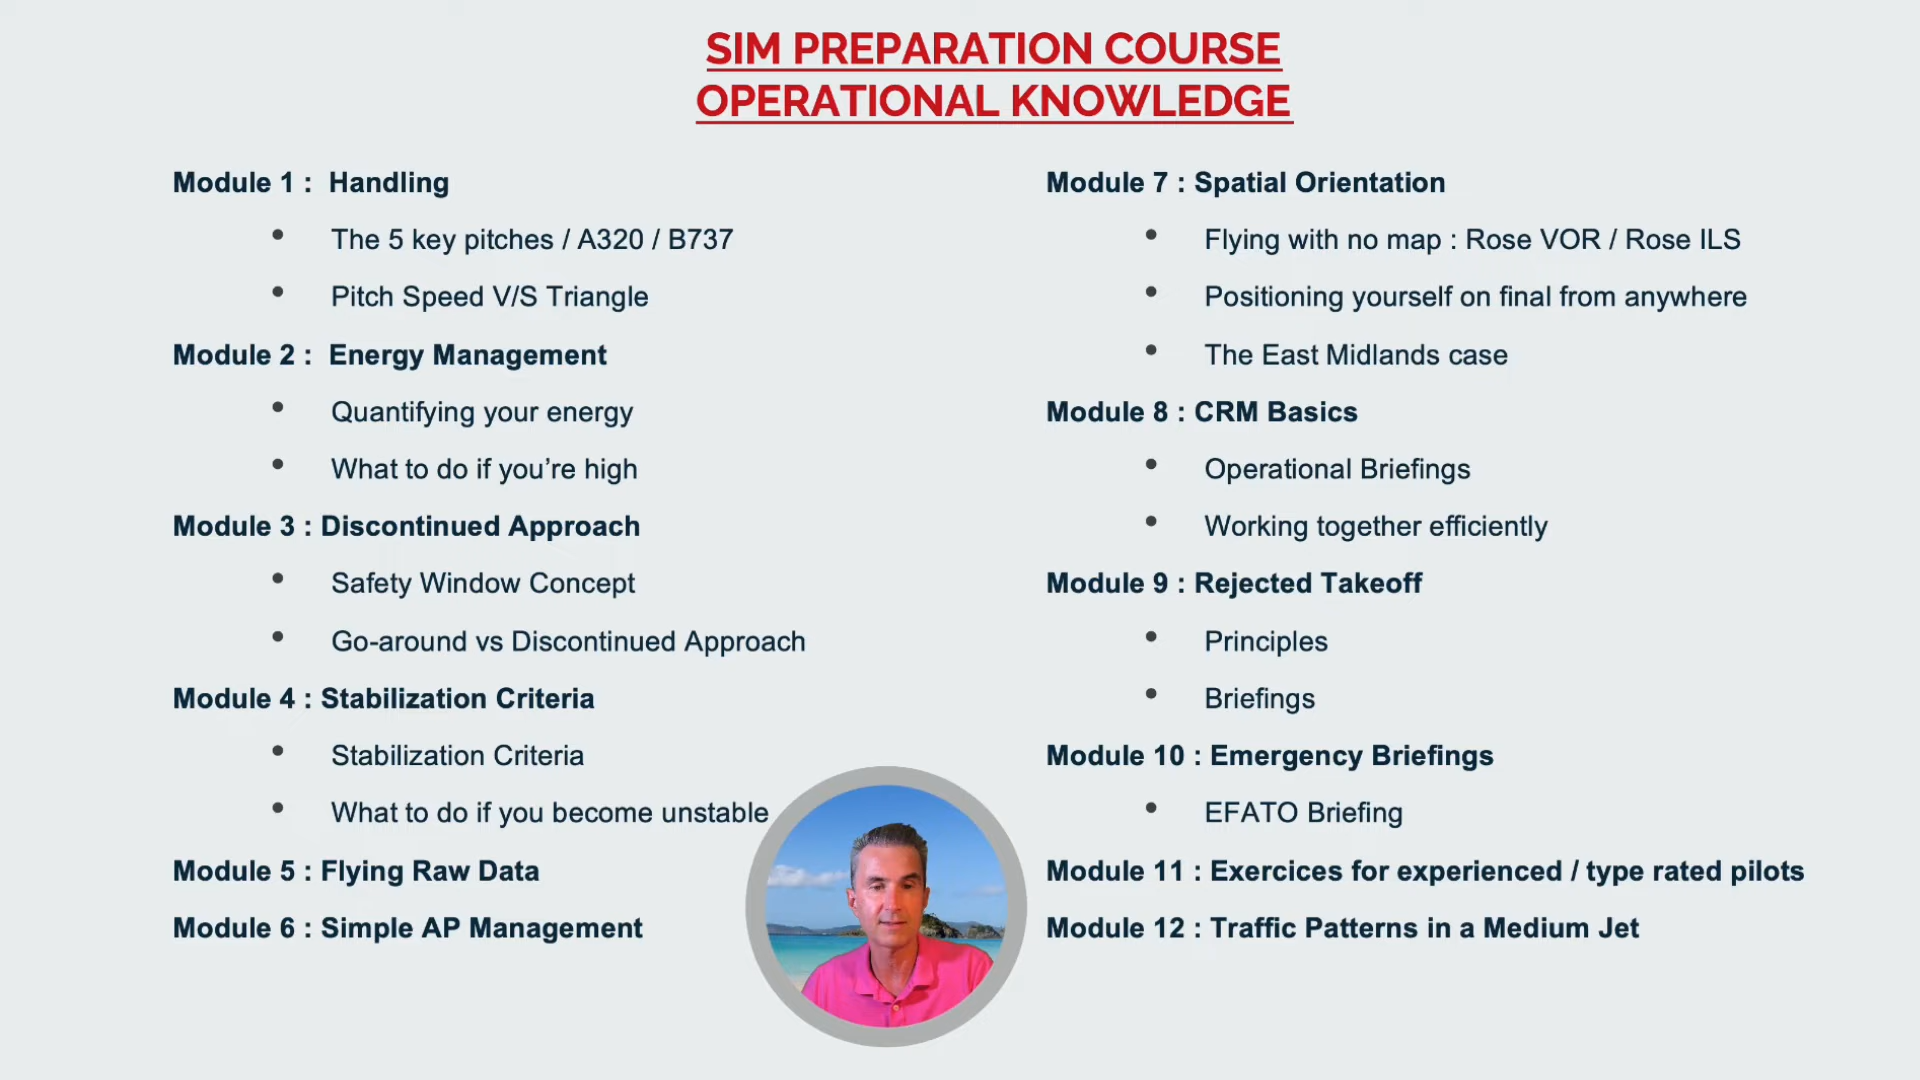 SIM PREPARATION COURSE
OPERATIONAL KNOWLEDGE
Module 1 :  Handling
• The 5 key pitches / A320 / B737
• Pitch Speed V/S Triangle
Module 2 :  Energy Management
• Quantifying your energy
• What to do if you’re high
Module 3 : Discontinued Approach
• Safety Window Concept
• Go-around vs Discontinued Approach
Module 4 : Stabilization Criteria
• Stabilization Criteria
• What to do if you become unstable
Module 5 : Flying Raw Data
Module 6 : Simple AP Management
Module 7 : Spatial Orientation
• Flying with no map : Rose VOR / Rose ILS
• Positioning yourself on final from anywhere
• The East Midlands case
Module 8 : CRM Basics
• Operational Briefings
• Working together efficiently
Module 9 : Rejected Takeoff
• Principles
• Briefings
Module 10 : Emergency Briefings
• EFATO Briefing
Module 11 : Exercices for experienced / type rated pilots
Module 12 : Traffic Patterns in a Medium Jet